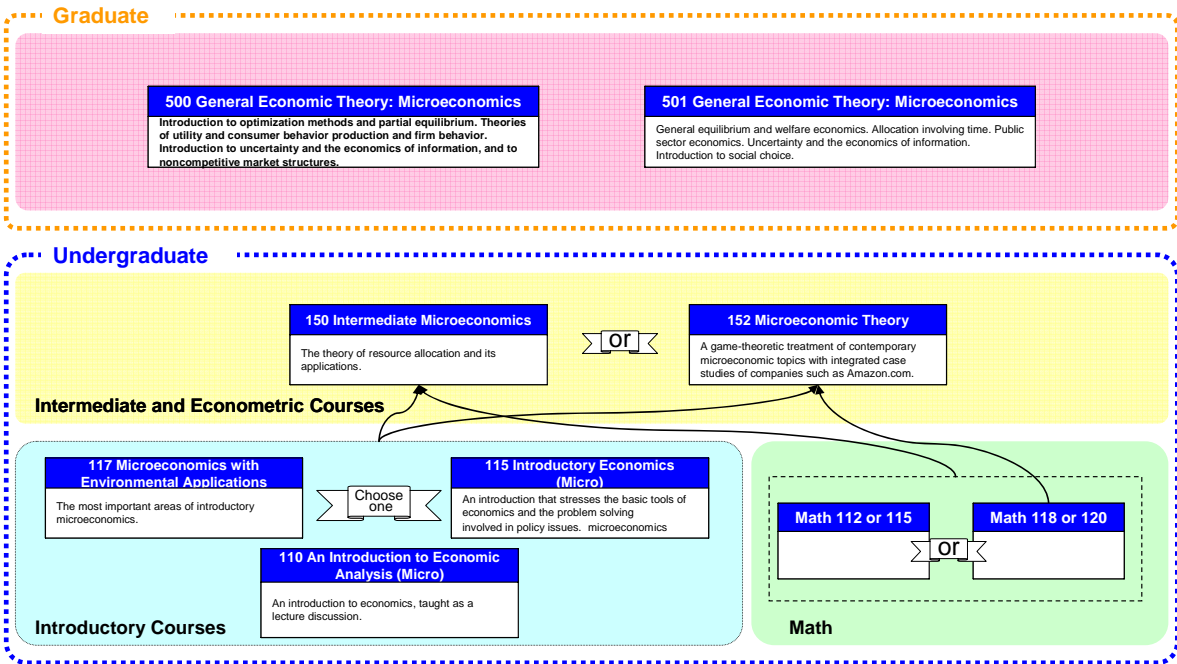 Graduate
500 General Economic Theory: Microeconomics
Introduction to optimization methods and partial equilibrium. Theories
of utility and consumer behavior production and firm behavior.
Introduction to uncertainty and the economics of information, and to
noncompetitive market structures.
501 General Economic Theory: Microeconomics
General equilibrium and welfare economics. Allocation involving time. Public
sector economics. Uncertainty and the economics of information.
Introduction to social choice.
Undergraduate
150 Intermediate Microeconomics
The theory of resource allocation and its
applications.
or
152 Microeconomic Theory
A game-theoretic treatment of contemporary
microeconomic topics with integrated case
studies of companies such as Amazon.com.
Intermediate and Econometric Courses
117 Microeconomics with
Environmental Applications
The most important areas of introductory
microeconomics.
Choose
one
115 Introductory Economics
(Micro)
An introduction that stresses the basic tools of
economics and the problem solving
involved in policy issues. microeconomics
110 An Introduction to Economic
Analysis (Micro)
An introduction to economics, taught as a
lecture discussion.
Introductory Courses
Math 112 or 115
or
Math 118 or 120
Math